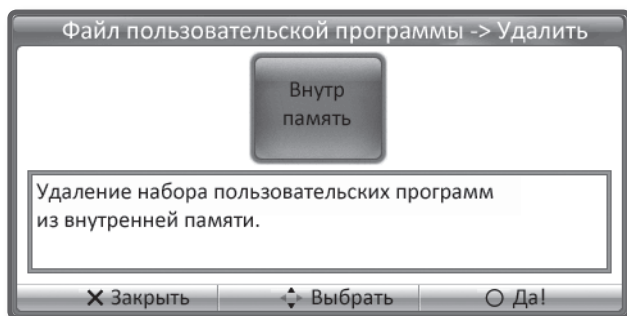 Файл пользовательской программы -> Удалить
Внутр
память
Удаление набора пользовательских программ
из внутренней памяти.
X Закрыть Выбрать O Да!